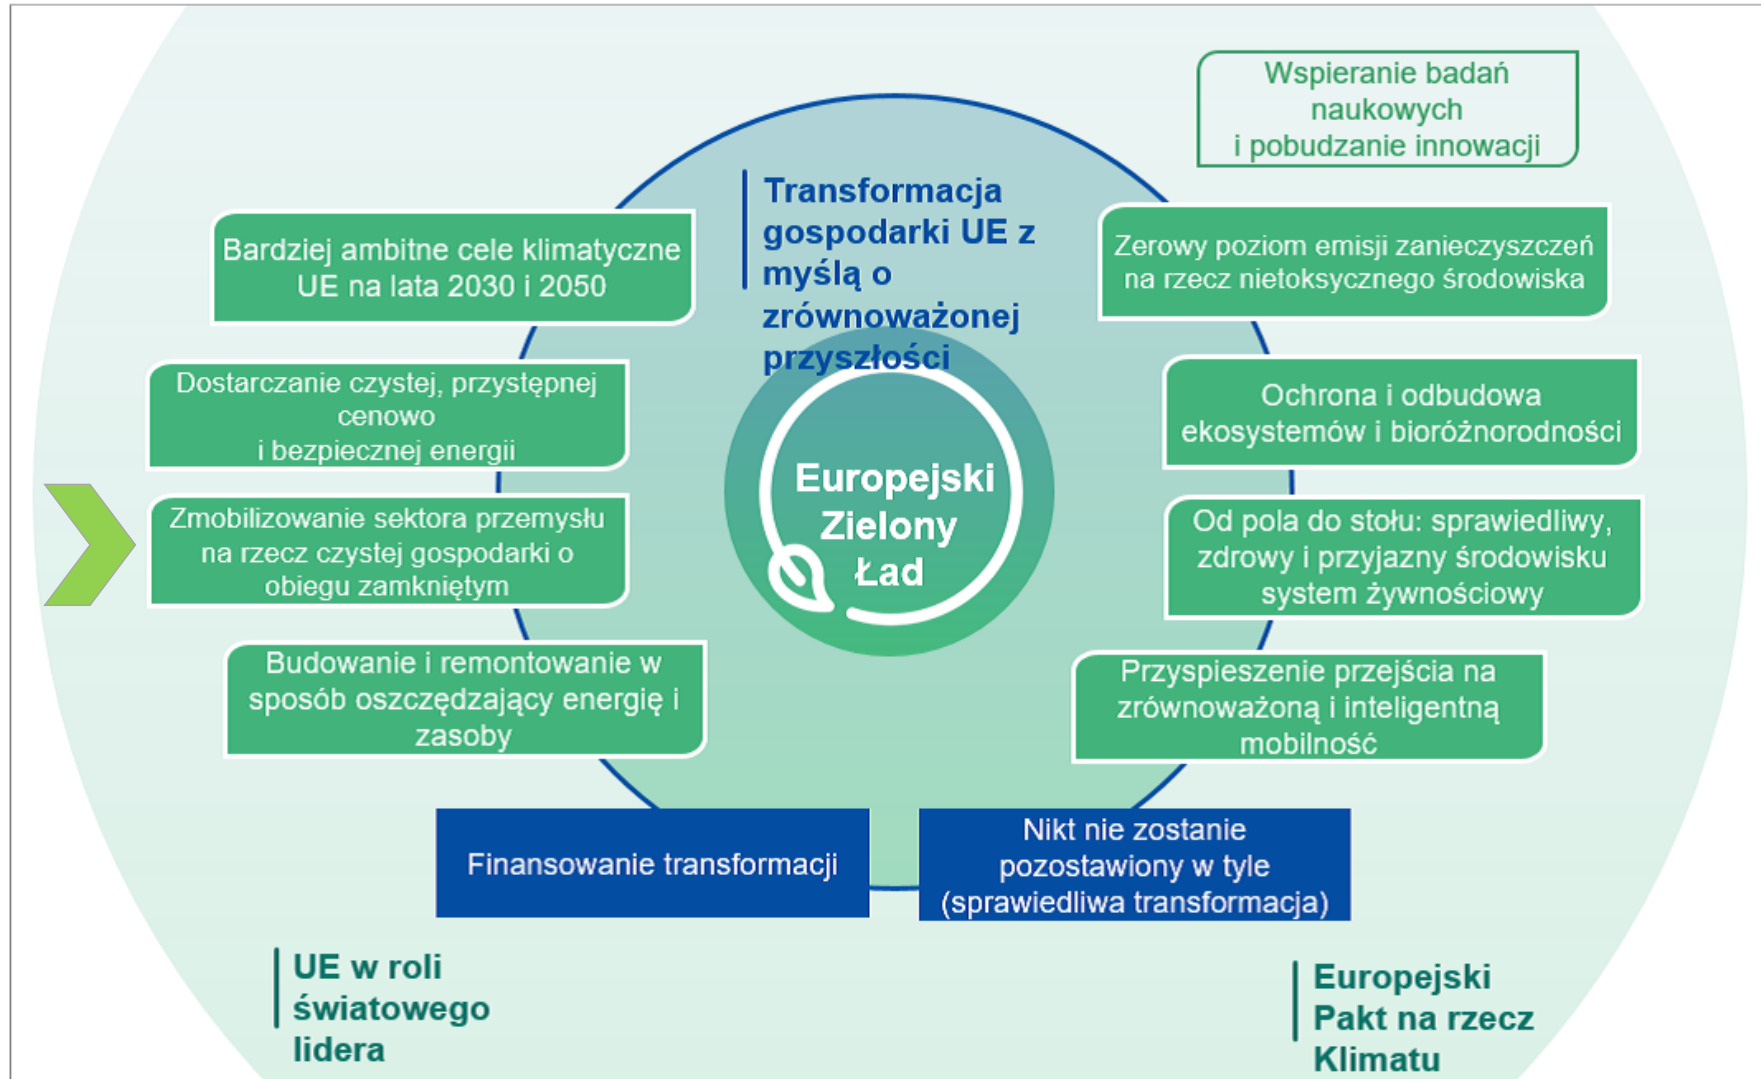 Wspieranie badań
naukowych
i pobudzanie innowacji
Transformacja
gospodarki UE z
myślą o
zrównoważonej
przyszłości
Bardziej ambitne cele klimatyczne
UE na lata 2030 i 2050
Zerowy poziom emisji zanieczyszczeń
na rzecz nietoksycznego środowiska
Dostarczanie czystej, przystępnej
cenowo
i bezpiecznej energii
Ochrona i odbudowa
ekosystemów i bioróżnorodności
Europejski
Zielony
Ład
Zmobilizowanie sektora przemysłu
na rzecz czystej gospodarki o
obiegu zamkniętym
Od pola do stołu: sprawiedliwy,
zdrowy i przyjazny środowisku
system żywnościowy
Budowanie i remontowanie w
sposób oszczędzający energię i
zasoby
Przyspieszenie przejścia na
zrównoważoną i inteligentną
mobilność
Finansowanie transformacji
Nikt nie zostanie
pozostawiony w tyle
(sprawiedliwa transformacja)
UE w roli
światowego
lidera
Europejski
Pakt na rzecz
Klimatu